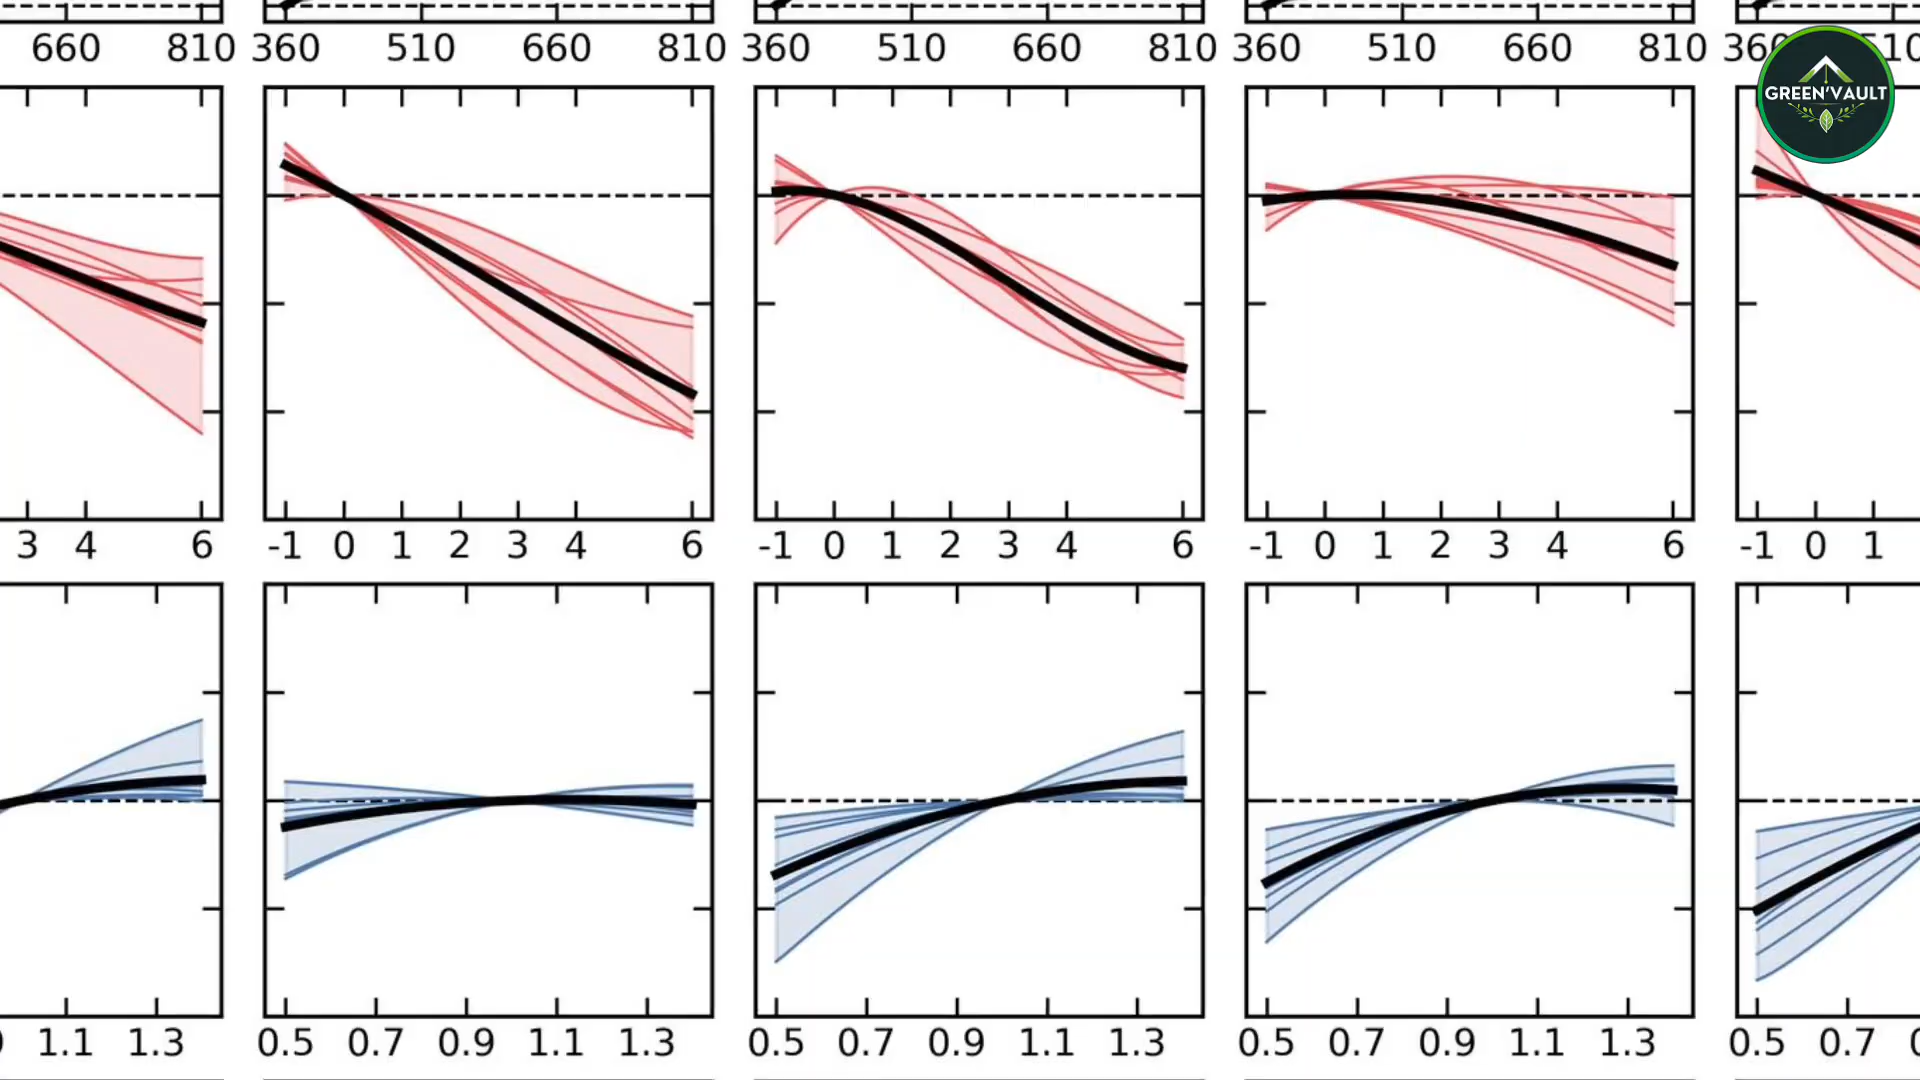 660 810 360 510 660 810 360 510 660 810 360 510 660 810 360 510
GREEN'VAULT
3 4 6 -1 0 1 2 3 4 6 -1 0 1 2 3 4 6 -1 0 1 2 3 4 6 -1 0 1
1.1 1.3 0.5 0.7 0.9 1.1 1.3 0.5 0.7 0.9 1.1 1.3 0.5 0.7 0.9 1.1 1.3 0.5 0.7